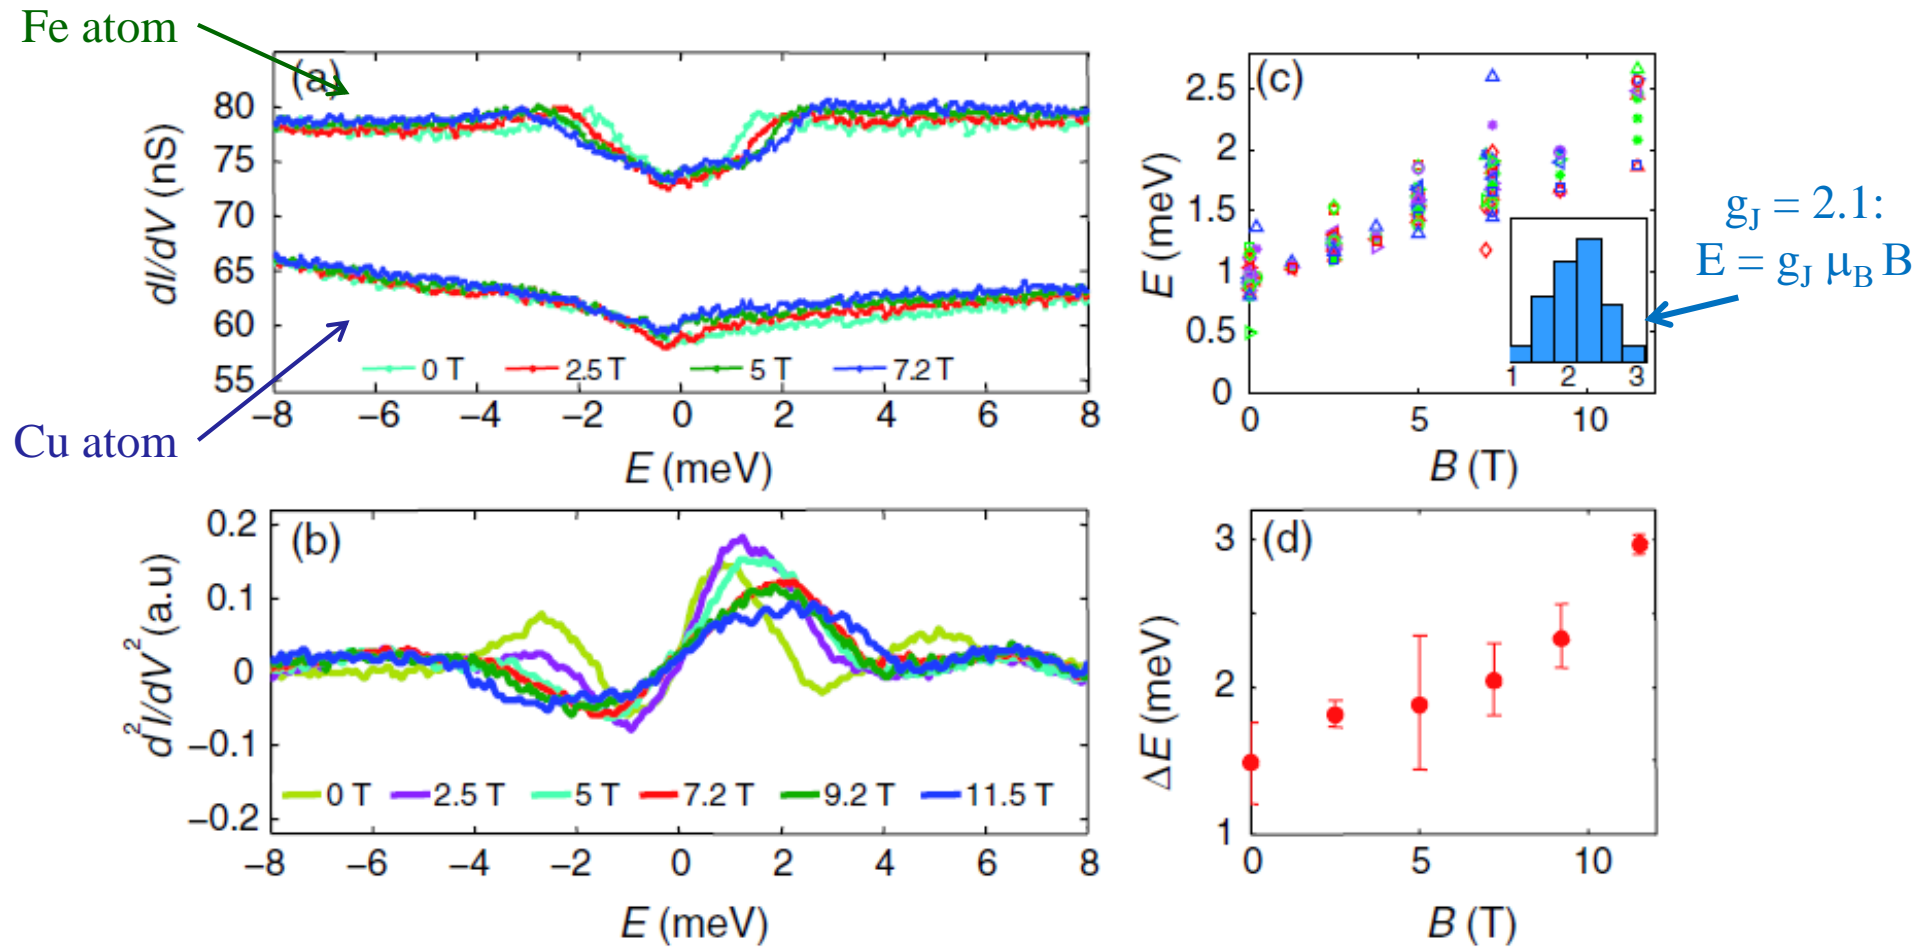 Fe atom
Cu atom
(a)
dI/dV (nS)
80
75
70
65
60
55
0 T
2.5 T
5 T
7.2 T
−8
−6
−4
−2
0
2
4
6
8
E (meV)
(c)
E (meV)
2.5
2
1.5
1
0.5
0
1
2
3
0
5
10
B (T)
gJ = 2.1:
E = gJ μB B
(b)
d²I/dV² (a.u)
0.2
0.1
0
−0.1
−0.2
0 T
2.5 T
5 T
7.2 T
9.2 T
11.5 T
−8
−6
−4
−2
0
2
4
6
8
E (meV)
(d)
ΔE (meV)
3
2
1
0
5
10
B (T)